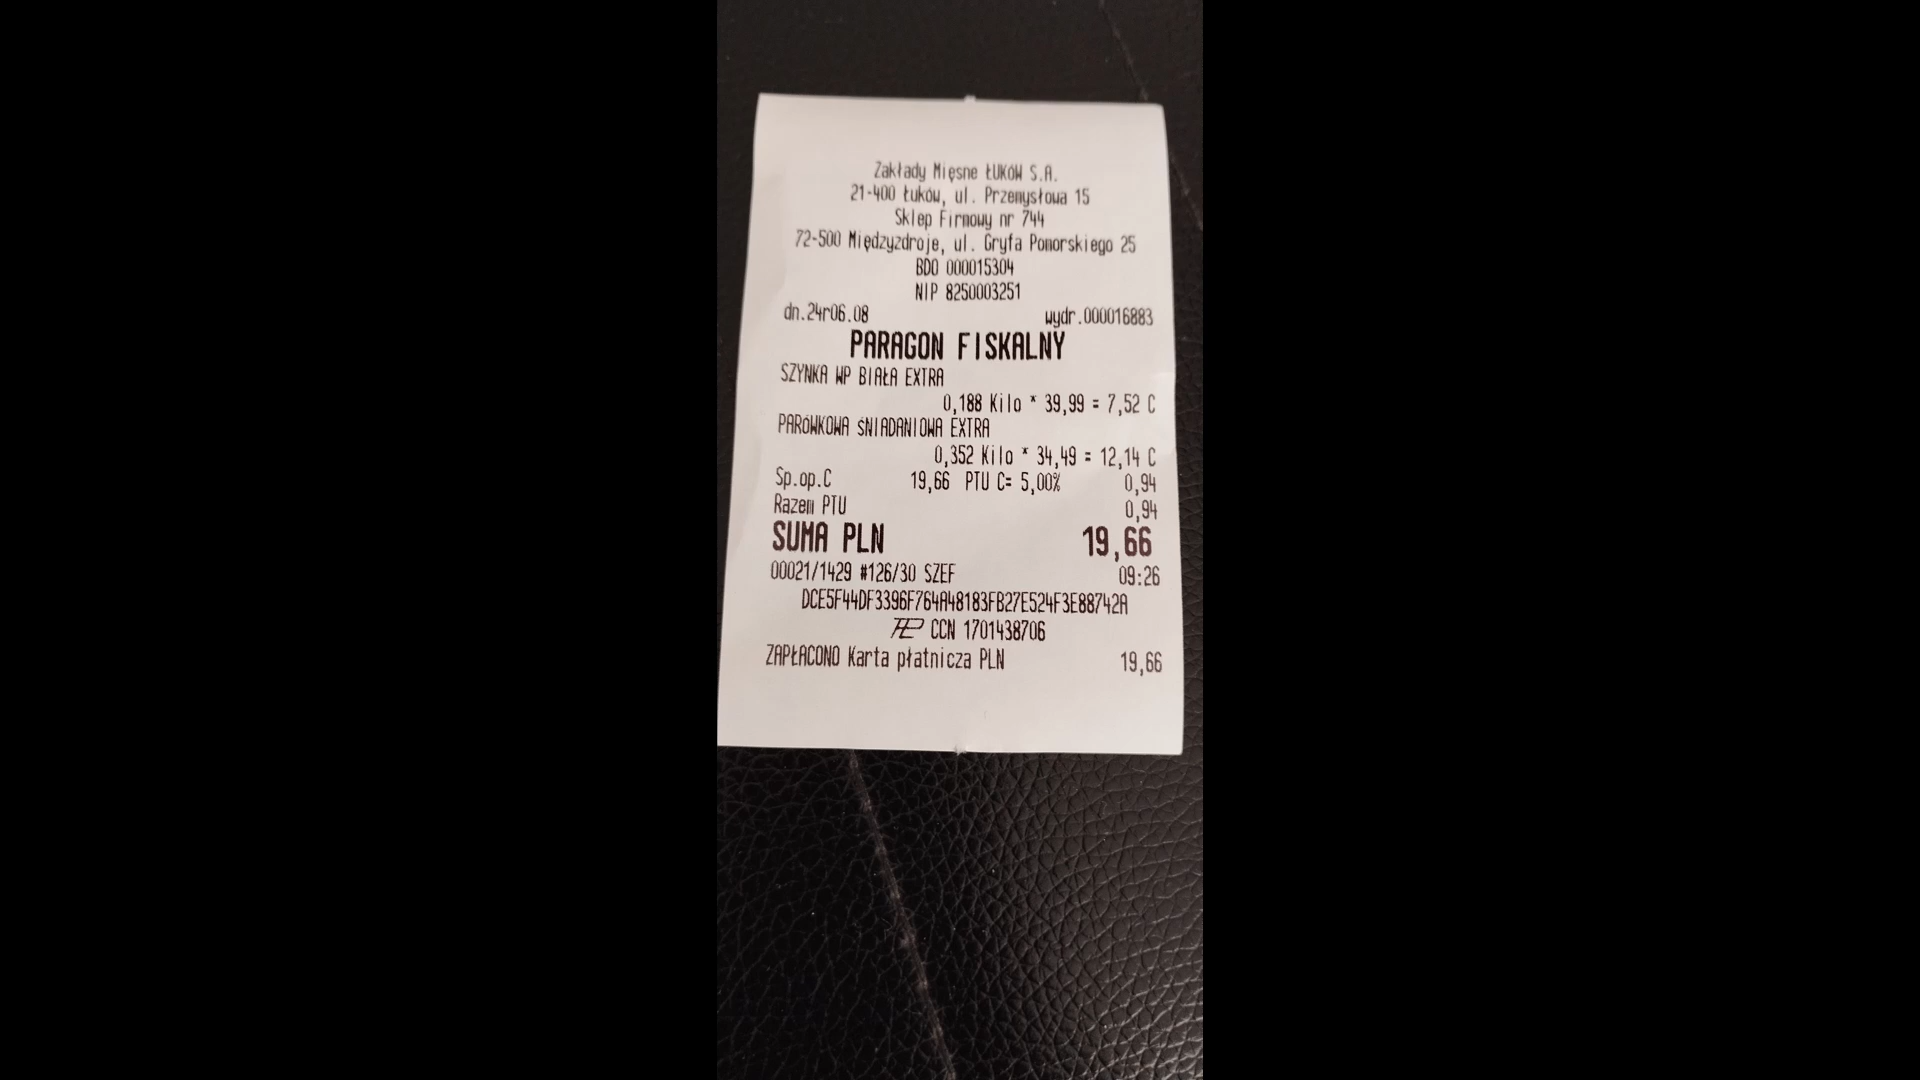 Zakłady Mięsne ŁUKÓW S.A.
21-400 Łuków, ul. Przemysłowa 15
Sklep Firmowy nr 744
72-500 Międzyzdroje, ul. Gryfa Pomorskiego 25
BDO 000015304
NIP 8250003251
dn.24r06.08 wydr.000016883
PARAGON FISKALNY
SZYNKA WP BIAŁA EXTRA
0,188 Kilo * 39,99 = 7,52 C
PARÓWKOWA ŚNIADANIOWA EXTRA
0,352 Kilo * 34,49 = 12,14 C
Sp.op.C 19,66 PTU C= 5,00% 0,94
Razem PTU 0,94
SUMA PLN 19,66
00021/1429 #126/30 SZEF 09:26
DCE5F44DF3396F764A48183FB27E524F3E88742A
CCN 1701438706
ZAPŁACONO Karta płatnicza PLN 19,66